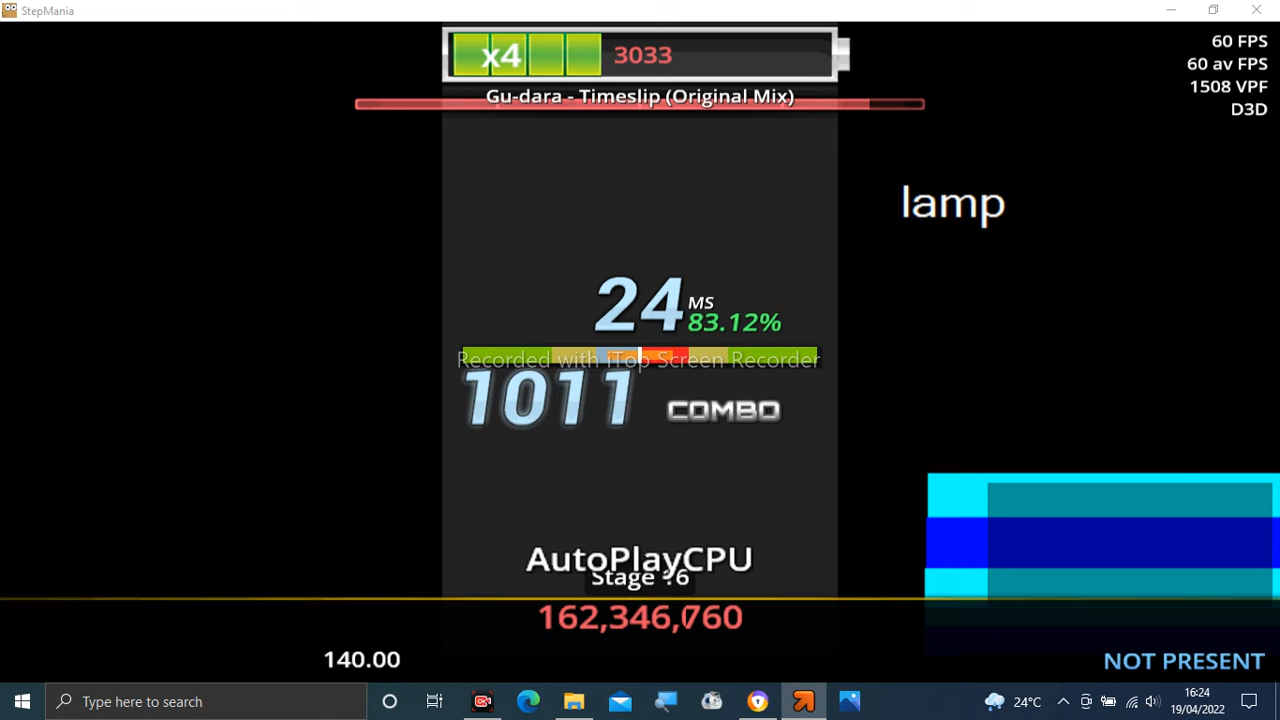 StepMania
60 FPS
60 av FPS
1508 VPF
D3D
x4
3033
Gu-dara - Timeslip (Original Mix)
lamp
24 MS
83.12%
Recorded with iTop Screen Recorder
1011 COMBO
AutoPlayCPU
Stage
162,346,760
140.00
NOT PRESENT
Type here to search
24°C
16:24
19/04/2022